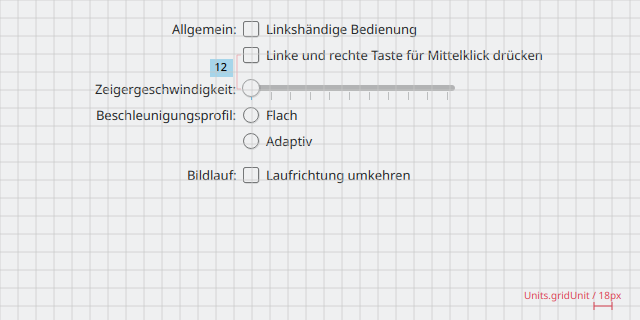 Allgemein: Linkshändige Bedienung
Linke und rechte Taste für Mittelklick drücken
12
Zeigergeschwindigkeit:
Beschleunigungsprofil: Flach
Adaptiv
Bildlauf: Laufrichtung umkehren
Units.gridUnit / 18px